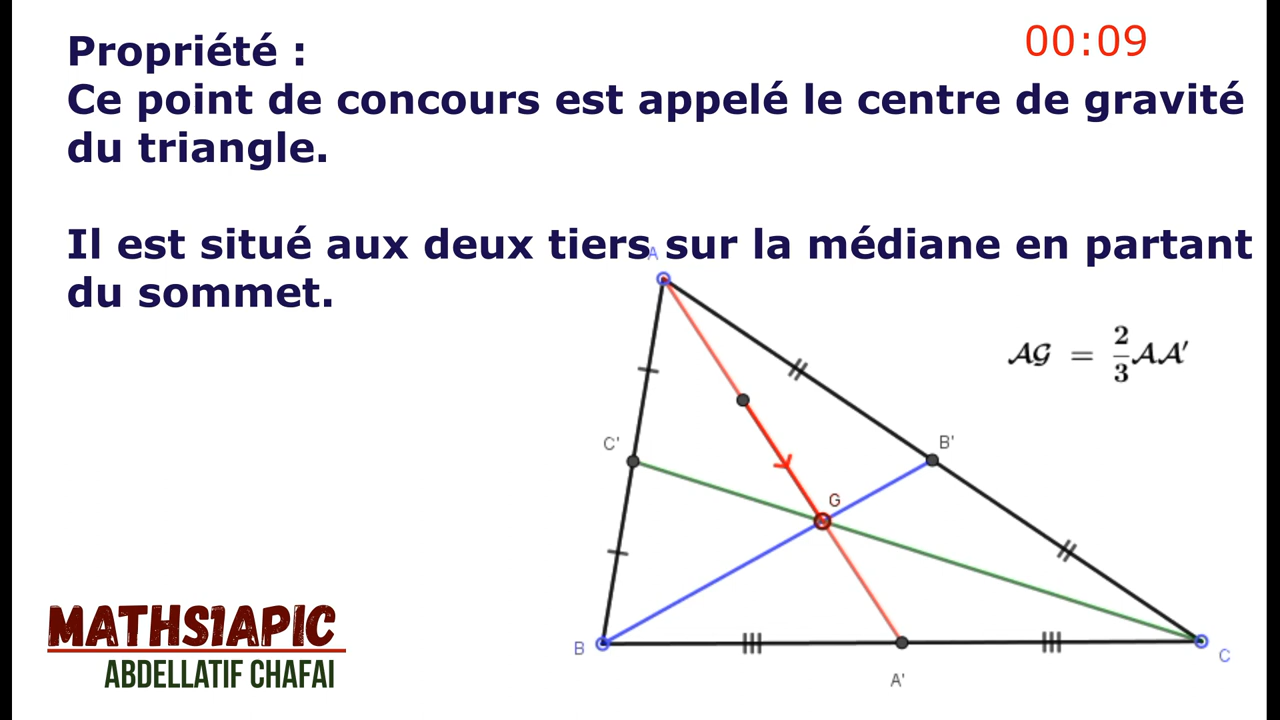 Propriété :
00:09
Ce point de concours est appelé le centre de gravité
du triangle.
Il est situé aux deux tiers sur la médiane en partant
du sommet.
A
AG = 2/3 AA'
C'
B'
G
B
C
A'
MATHS1APIC
ABDELLATIF CHAFAI